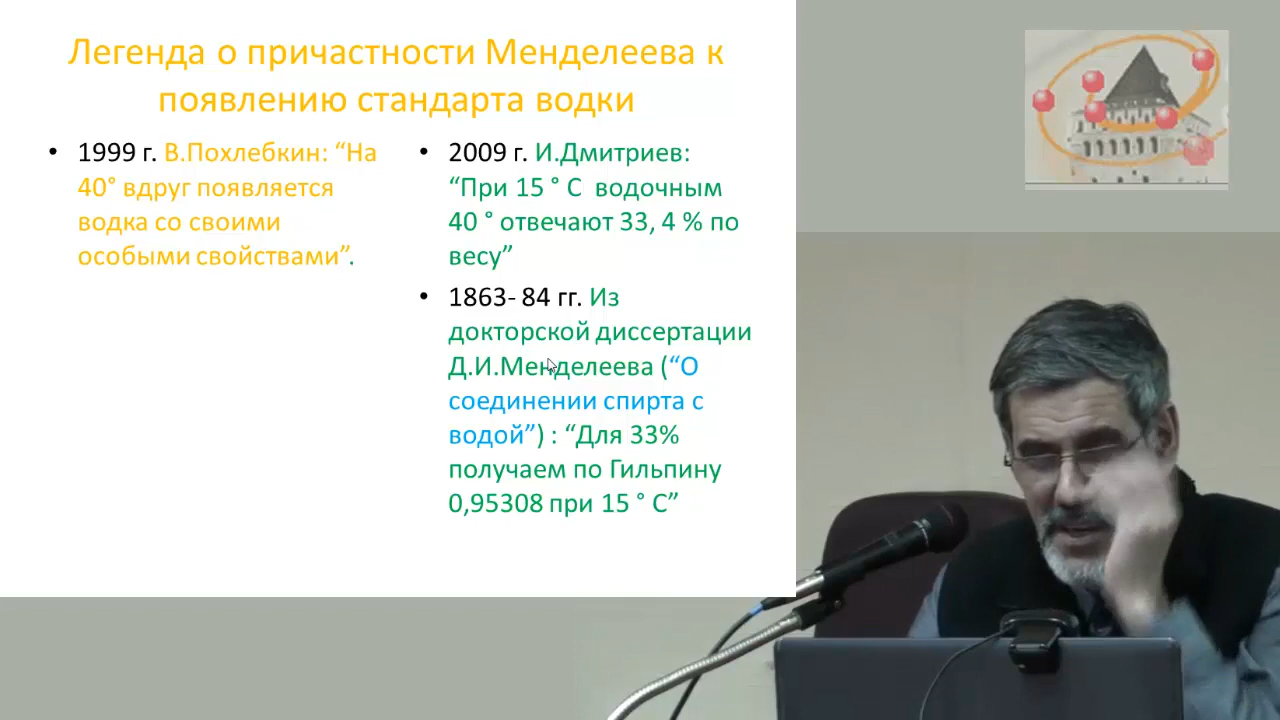 Легенда о причастности Менделеева к
появлению стандарта водки
• 1999 г. В.Похлебкин: “На
40° вдруг появляется
водка со своими
особыми свойствами”.
• 2009 г. И.Дмитриев:
“При 15 ° С водочным
40 ° отвечают 33, 4 % по
весу”
• 1863- 84 гг. Из
докторской диссертации
Д.И.Менделеева (“О
соединении спирта с
водой”) : “Для 33%
получаем по Гильпину
0,95308 при 15 ° С”